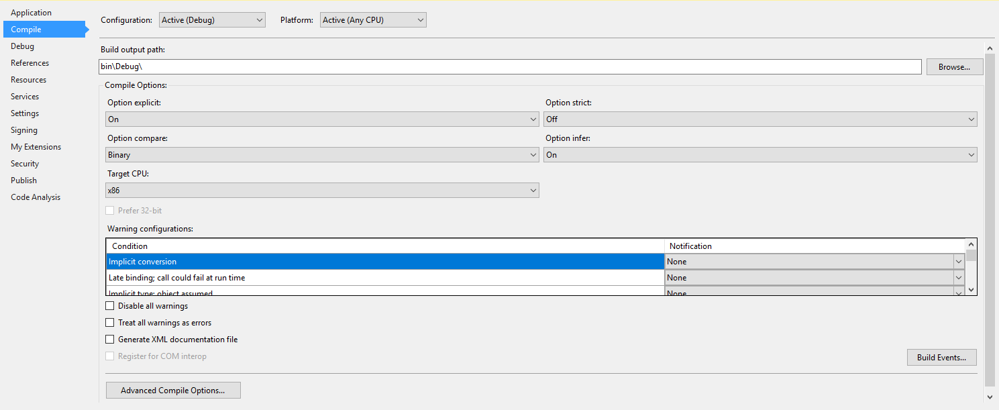 Application
Compile
Debug
References
Resources
Services
Settings
Signing
My Extensions
Security
Publish
Code Analysis
Configuration: Active (Debug) Platform: Active (Any CPU)
Build output path:
bin\Debug\ Browse...
Compile Options:
Option explicit: Option strict:
On Off
Option compare: Option infer:
Binary On
Target CPU:
x86
Prefer 32-bit
Warning configurations:
Condition Notification
Implicit conversion None
Late binding; call could fail at run time None
Implicit type; object assumed None
Disable all warnings
Treat all warnings as errors
Generate XML documentation file
Register for COM interop
Build Events...
Advanced Compile Options...